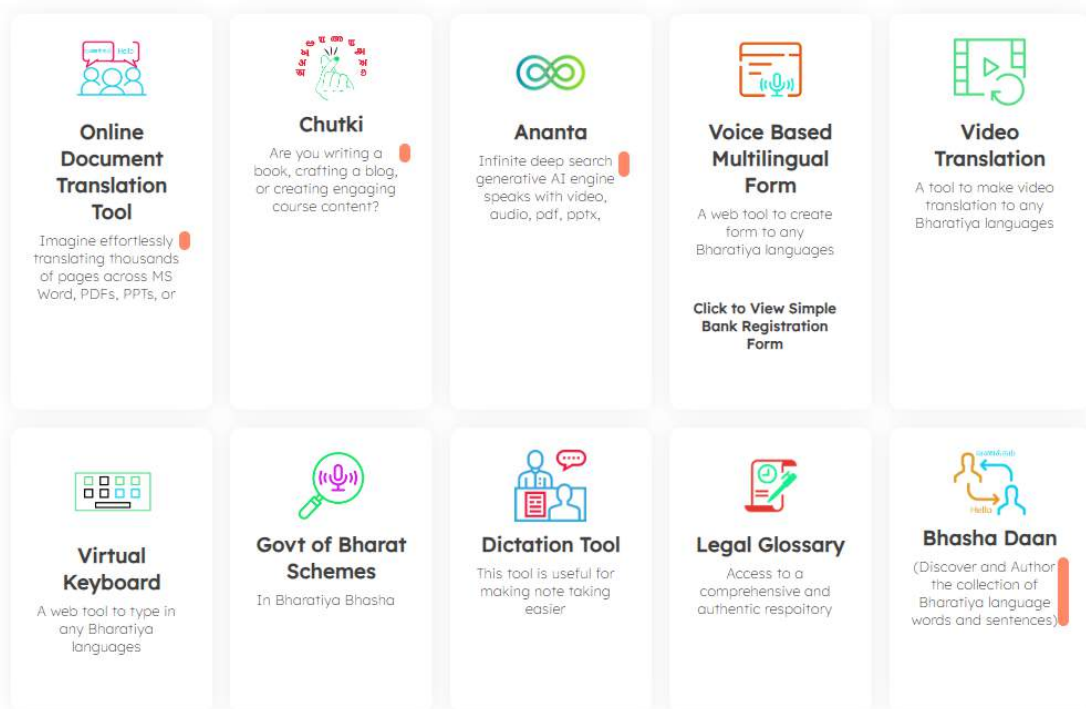 Hello
Online
Document
Translation
Tool
Imagine effortlessly
translating thousands
of pages across MS
Word, PDFs, PPTs, or
Chutki
Are you writing a
book, crafting a blog,
or creating engaging
course content?
Ananta
Infinite deep search
generative AI engine
speaks with video,
audio, pdf, pptx,
Voice Based
Multilingual
Form
A web tool to create
form to any
Bharatiya languages
Click to View Simple
Bank Registration
Form
Video
Translation
A tool to make video
translation to any
Bharatiya languages
Virtual
Keyboard
A web tool to type in
any Bharatiya
languages
Govt of Bharat
Schemes
In Bharatiya Bhasha
Dictation Tool
This tool is useful for
making note taking
easier
Legal Glossary
Access to a
comprehensive and
authentic respoitory
Hello
Bhasha Daan
(Discover and Author
the collection of
Bharatiya language
words and sentences)